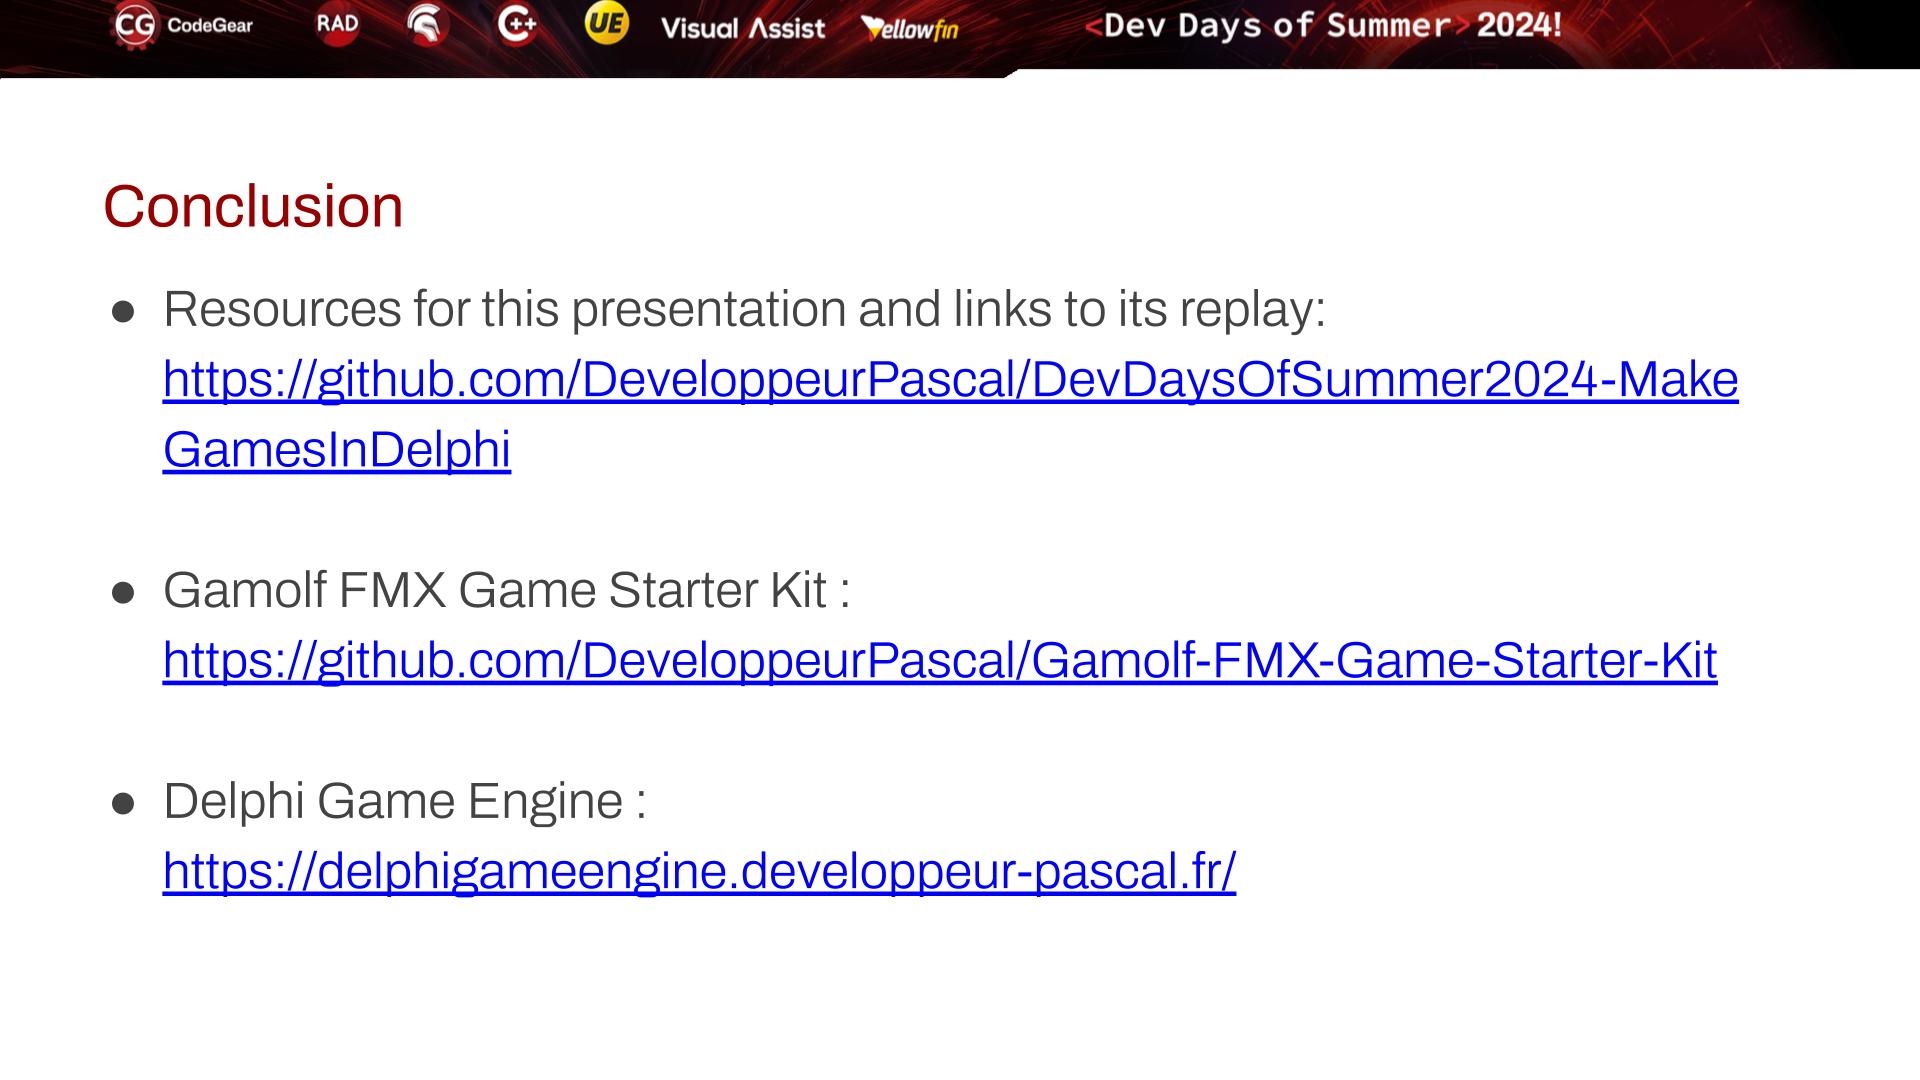 CG CodeGear RAD C++ UE Visual Assist Yellowfin <Dev Days of Summer> 2024!
Conclusion
● Resources for this presentation and links to its replay:
https://github.com/DeveloppeurPascal/DevDaysOfSummer2024-Make
GamesInDelphi
● Gamolf FMX Game Starter Kit :
https://github.com/DeveloppeurPascal/Gamolf-FMX-Game-Starter-Kit
● Delphi Game Engine :
https://delphigameengine.developpeur-pascal.fr/